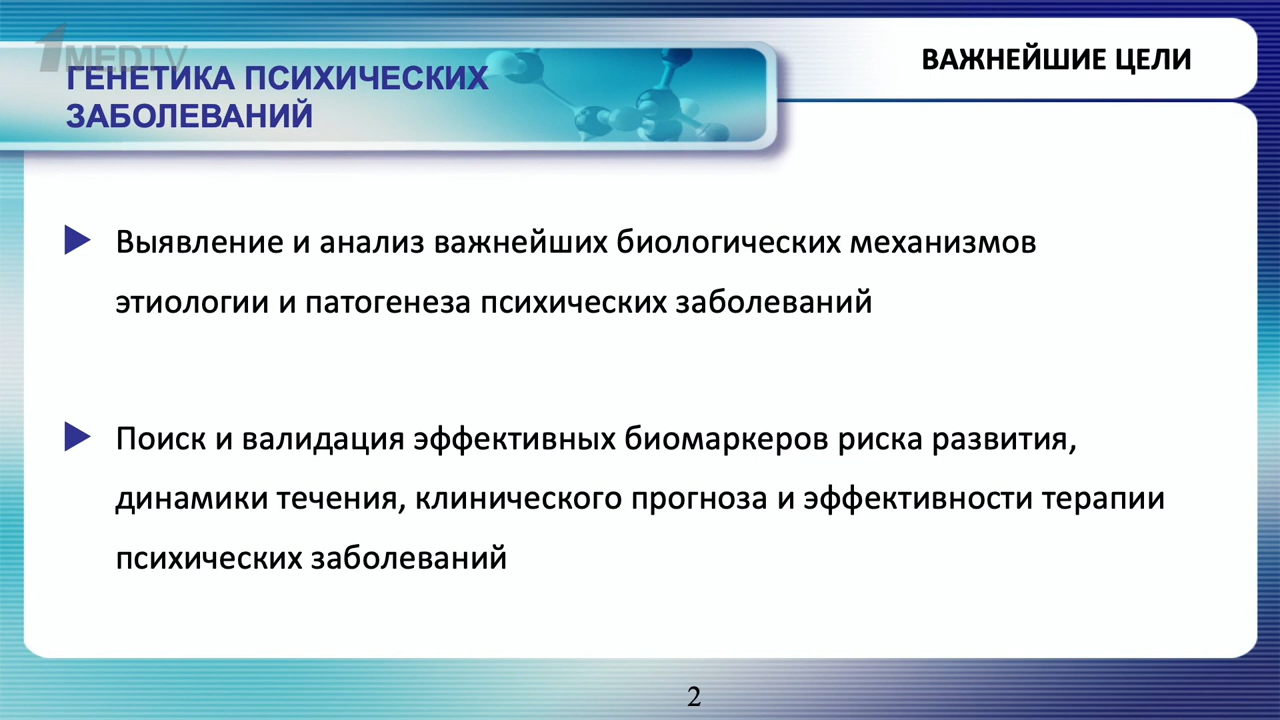 1MEDTV
ГЕНЕТИКА ПСИХИЧЕСКИХ
ЗАБОЛЕВАНИЙ
ВАЖНЕЙШИЕ ЦЕЛИ
Выявление и анализ важнейших биологических механизмов
этиологии и патогенеза психических заболеваний
Поиск и валидация эффективных биомаркеров риска развития,
динамики течения, клинического прогноза и эффективности терапии
психических заболеваний
2